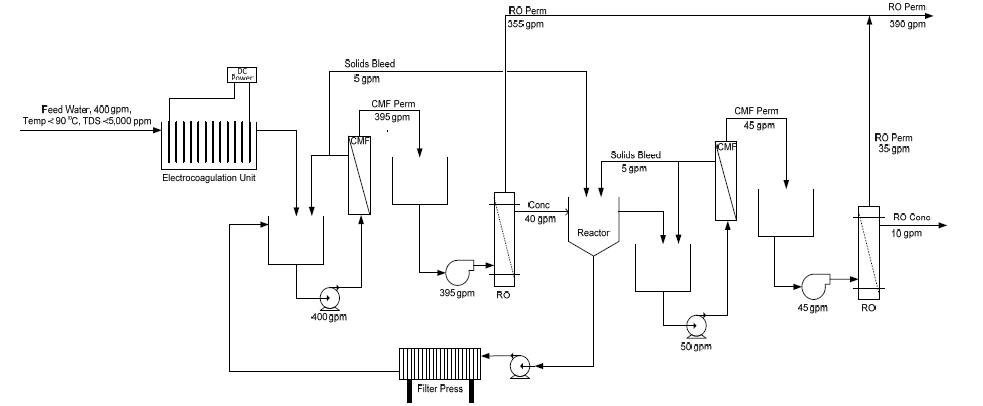 RO Perm
355 gpm
RO Perm
390 gpm
Solids Bleed
5 gpm
DC
Power
Feed Water, 400 gpm,
Temp < 90 °C, TDS <5,000 ppm
CMF Perm
395 gpm
CMF Perm
45 gpm
CMF
CMF
RO Perm
35 gpm
Solids Bleed
5 gpm
Electrocoagulation Unit
Conc
40 gpm
Reactor
RO Conc
10 gpm
395 gpm
RO
45 gpm
RO
400 gpm
50 gpm
Filter Press